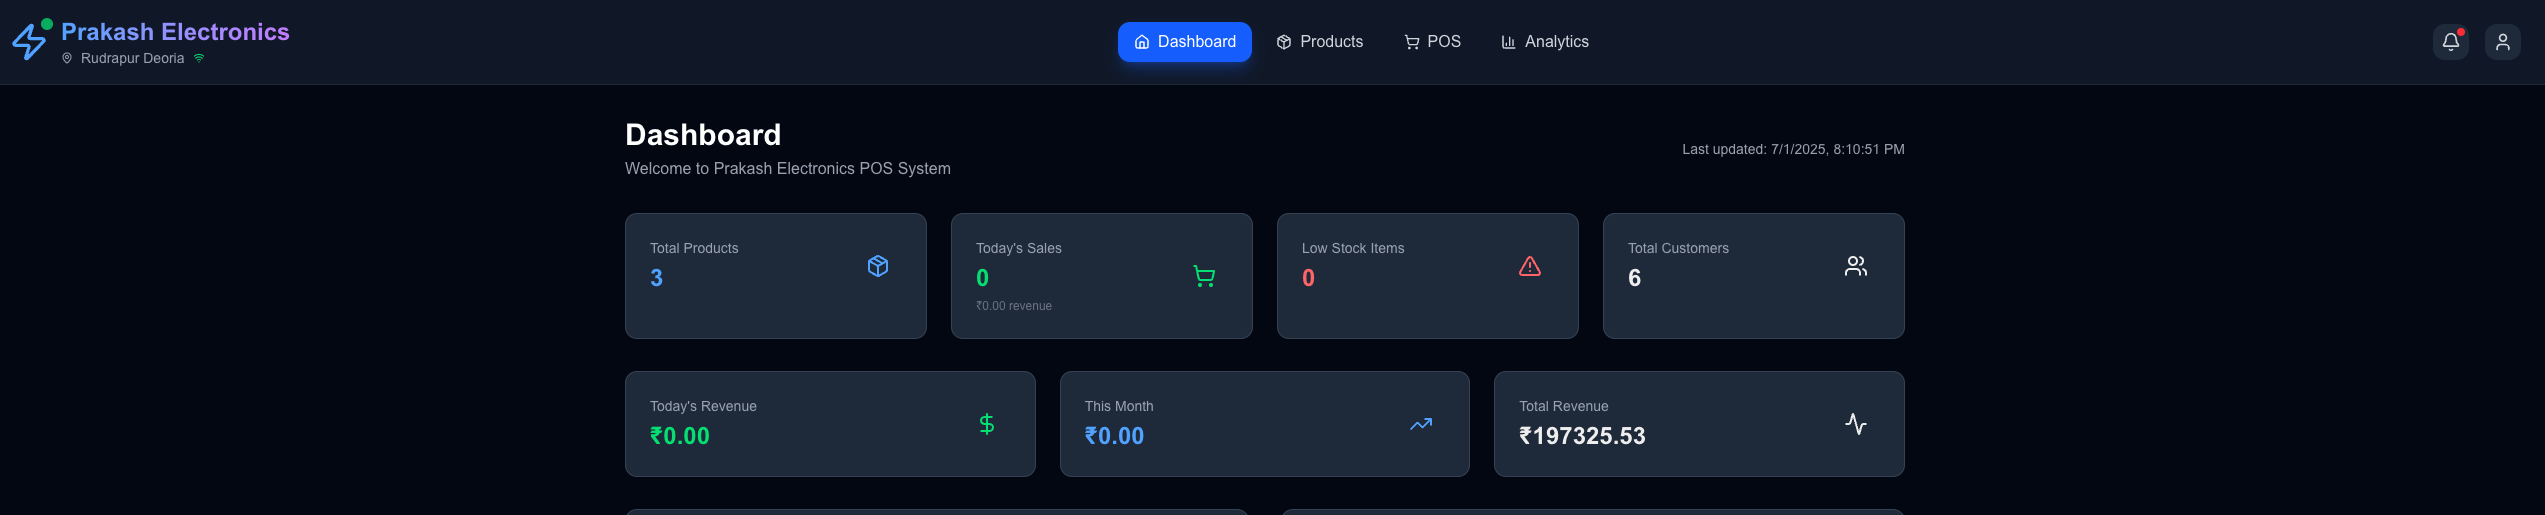 Prakash Electronics
Rudrapur Deoria
Dashboard
Products
POS
Analytics
Dashboard
Welcome to Prakash Electronics POS System
Last updated: 7/1/2025, 8:10:51 PM
Total Products
3
Today's Sales
0
₹0.00 revenue
Low Stock Items
0
Total Customers
6
Today's Revenue
₹0.00
This Month
₹0.00
Total Revenue
₹197325.53